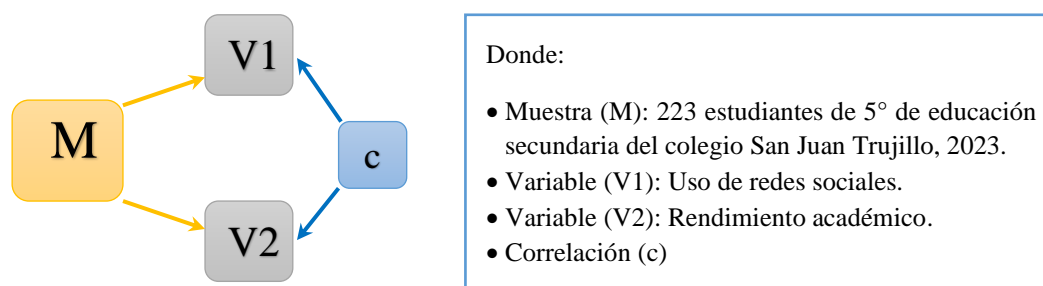 M
V1
V2
c
Donde:
• Muestra (M): 223 estudiantes de 5° de educación
secundaria del colegio San Juan Trujillo, 2023.
• Variable (V1): Uso de redes sociales.
• Variable (V2): Rendimiento académico.
• Correlación (c)